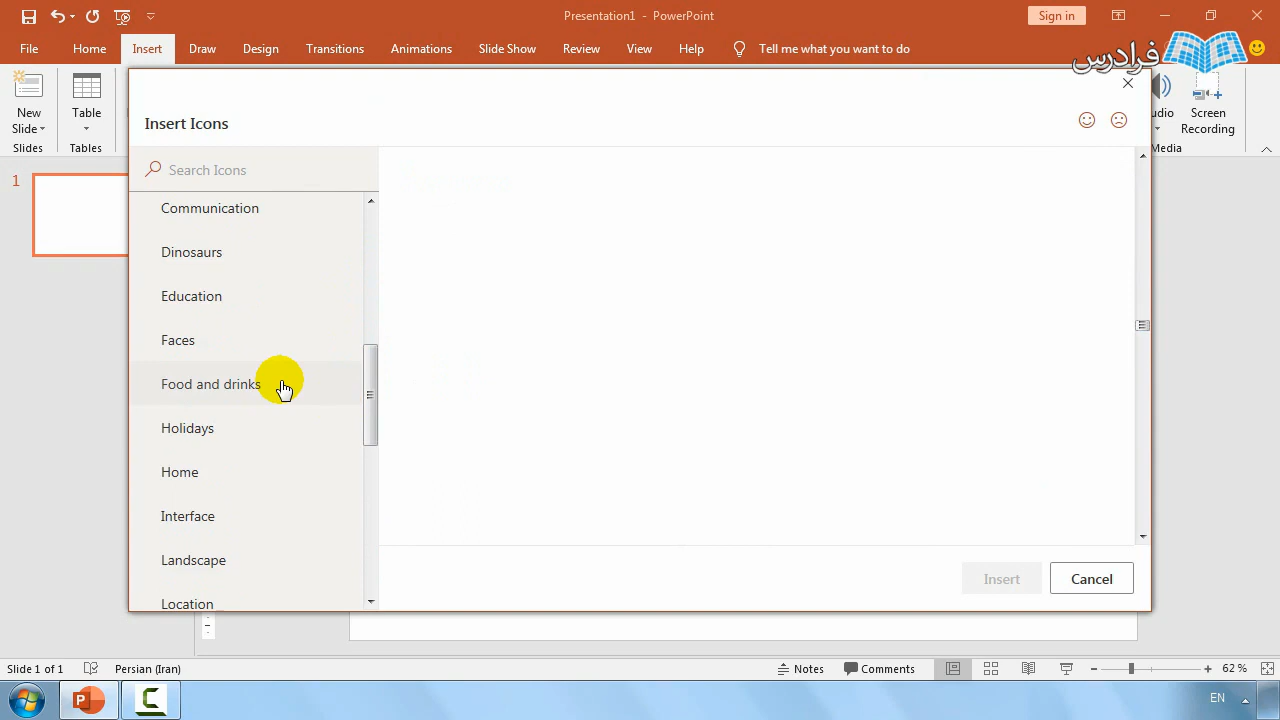 Presentation1 - PowerPoint
Sign in
File Home Insert Draw Design Transitions Animations Slide Show Review View Help Tell me what you want to do
فرادرس
New Slide
Table
Screen Recording
Slides
Tables
Media
Insert Icons
Search Icons
1
Communication
Dinosaurs
Education
Faces
Food and drinks
Holidays
Home
Interface
Landscape
Location
Insert Cancel
Slide 1 of 1 Persian (Iran) Notes Comments 62 %
EN